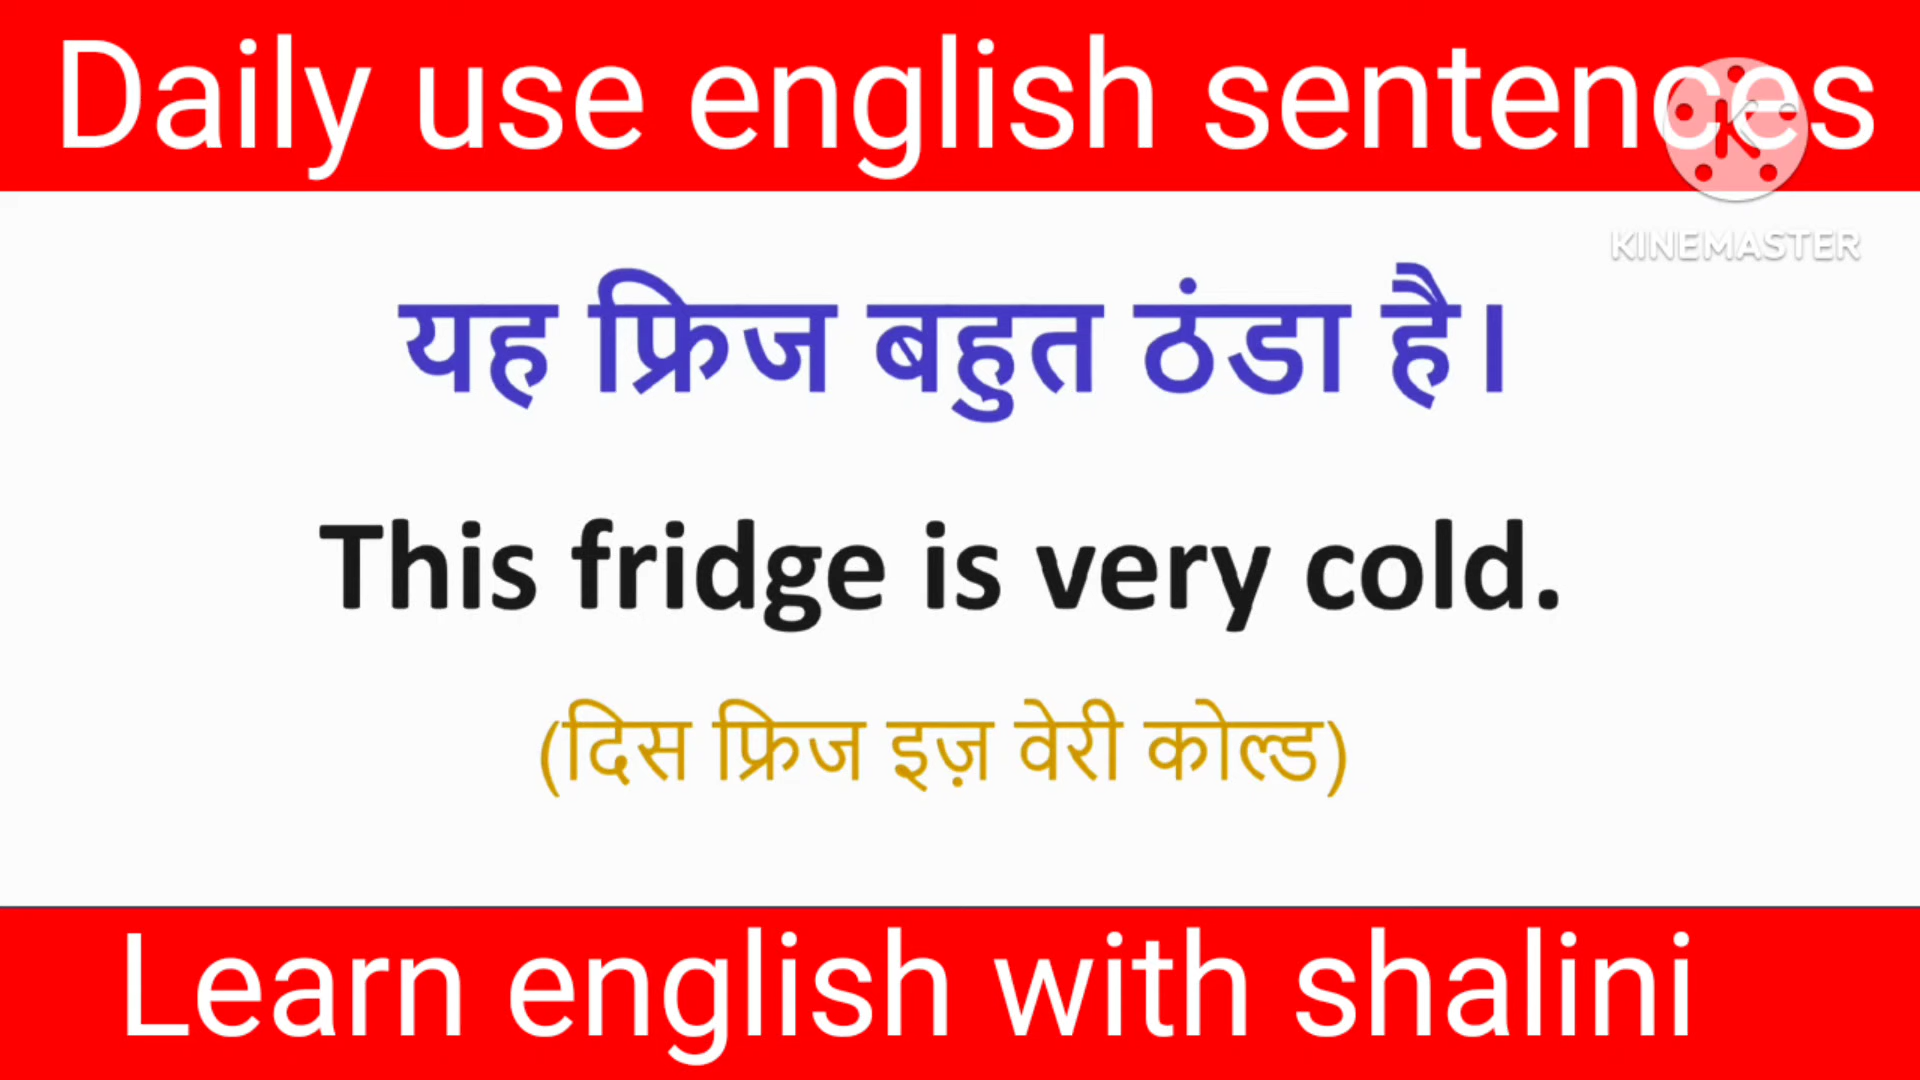 Daily use english sentences
KINEMASTER
यह फ्रिज बहुत ठंडा है।
This fridge is very cold.
(दिस फ्रिज इज़ वेरी कोल्ड)
Learn english with shalini